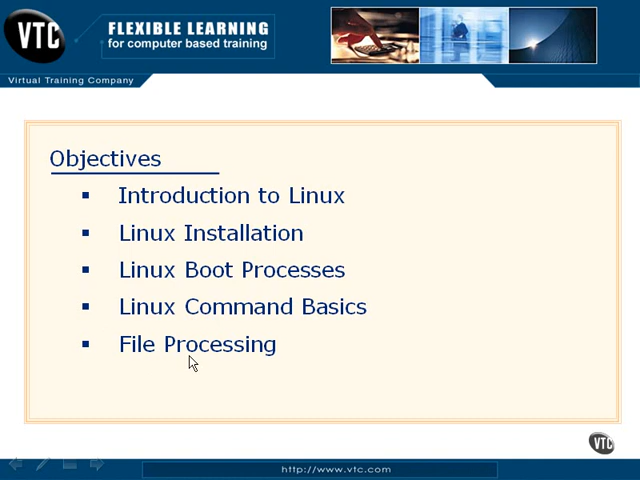 VTC
FLEXIBLE LEARNING
for computer based training
Virtual Training Company
Objectives
Introduction to Linux
Linux Installation
Linux Boot Processes
Linux Command Basics
File Processing
VTC
http://www.vtc.com